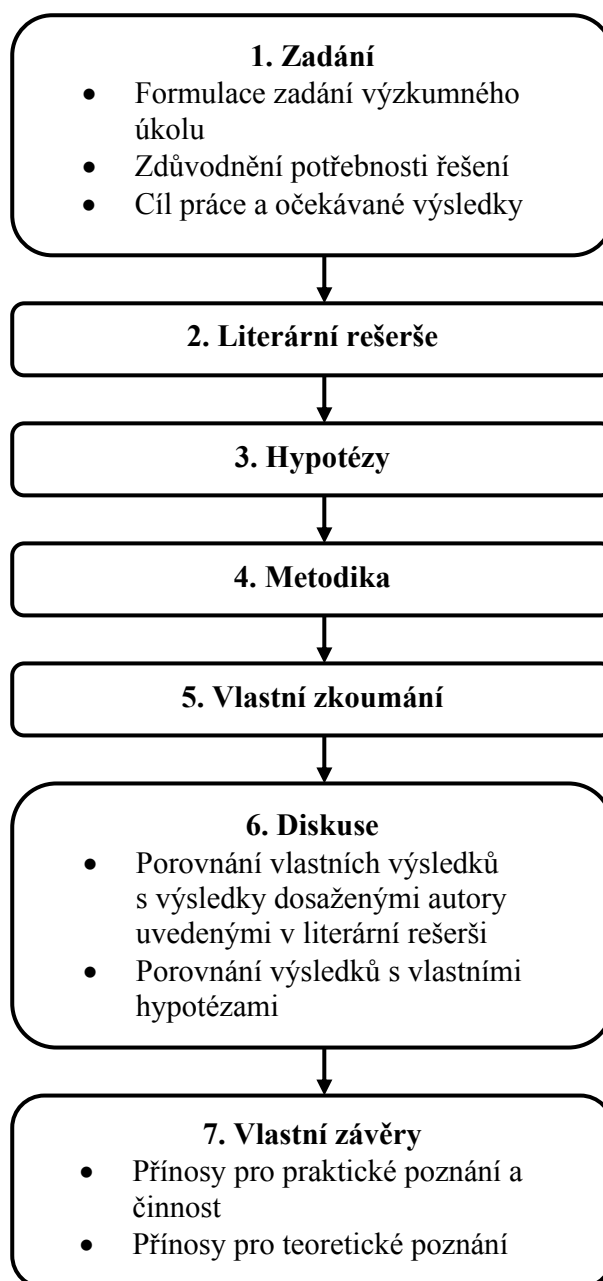 1. Zadání
• Formulace zadání výzkumného
úkolu
• Zdůvodnění potřebnosti řešení
• Cíl práce a očekávané výsledky
2. Literární rešerše
3. Hypotézy
4. Metodika
5. Vlastní zkoumání
6. Diskuse
• Porovnání vlastních výsledků
s výsledky dosaženými autory
uvedenými v literární rešerši
• Porovnání výsledků s vlastními
hypotézami
7. Vlastní závěry
• Přínosy pro praktické poznání a
činnost
• Přínosy pro teoretické poznání